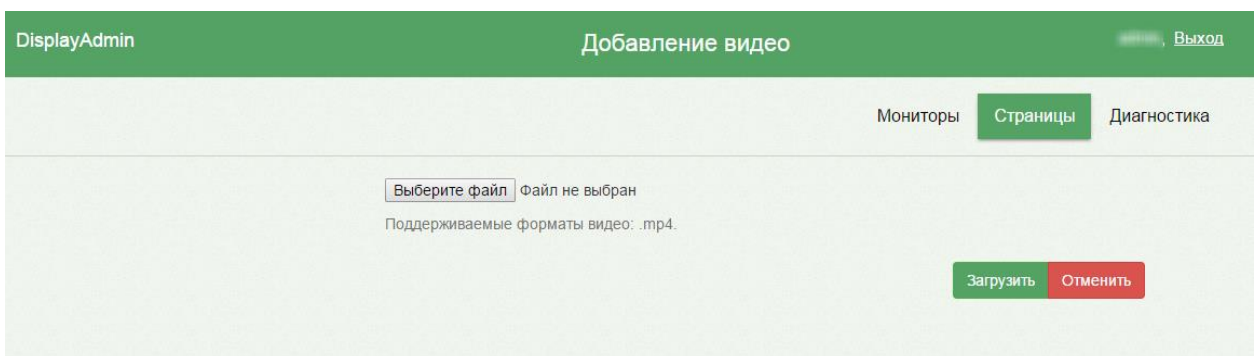 DisplayAdmin
Добавление видео
, Выход
Мониторы
Страницы
Диагностика
Выберите файл Файл не выбран
Поддерживаемые форматы видео: .mp4.
Загрузить
Отменить